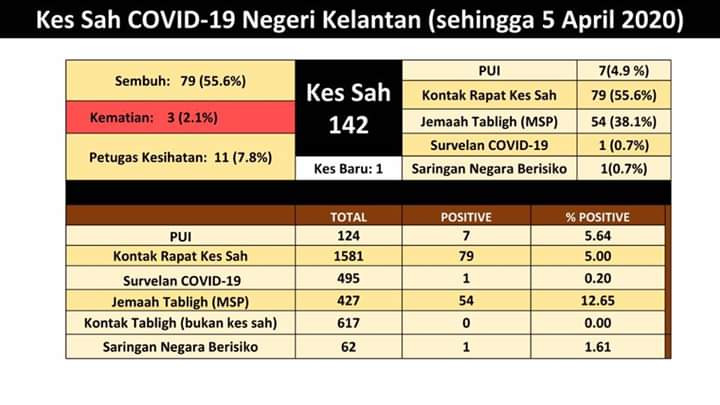 Kes Sah COVID-19 Negeri Kelantan (sehingga 5 April 2020)
Sembuh: 79 (55.6%)
Kematian: 3 (2.1%)
Petugas Kesihatan: 11 (7.8%)
Kes Sah
142
Kes Baru: 1
PUI 7(4.9 %)
Kontak Rapat Kes Sah 79 (55.6%)
Jemaah Tabligh (MSP) 54 (38.1%)
Survelan COVID-19 1 (0.7%)
Saringan Negara Berisiko 1(0.7%)
TOTAL POSITIVE % POSITIVE
PUI 124 7 5.64
Kontak Rapat Kes Sah 1581 79 5.00
Survelan COVID-19 495 1 0.20
Jemaah Tabligh (MSP) 427 54 12.65
Kontak Tabligh (bukan kes sah) 617 0 0.00
Saringan Negara Berisiko 62 1 1.61